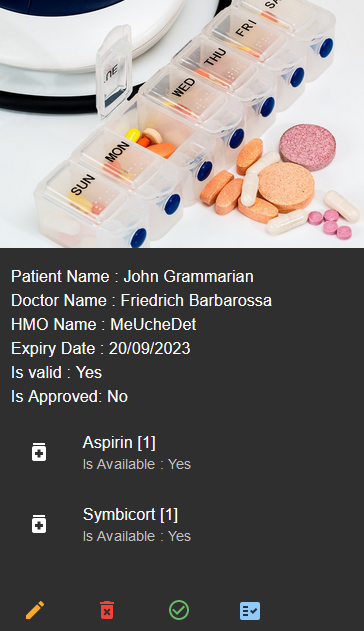 SA
FRI
THU
WED
UE
MON
SUN
Patient Name : John Grammarian
Doctor Name : Friedrich Barbarossa
HMO Name : MeUcheDet
Expiry Date : 20/09/2023
Is valid : Yes
Is Approved: No
Aspirin [1]
Is Available : Yes
Symbicort [1]
Is Available : Yes